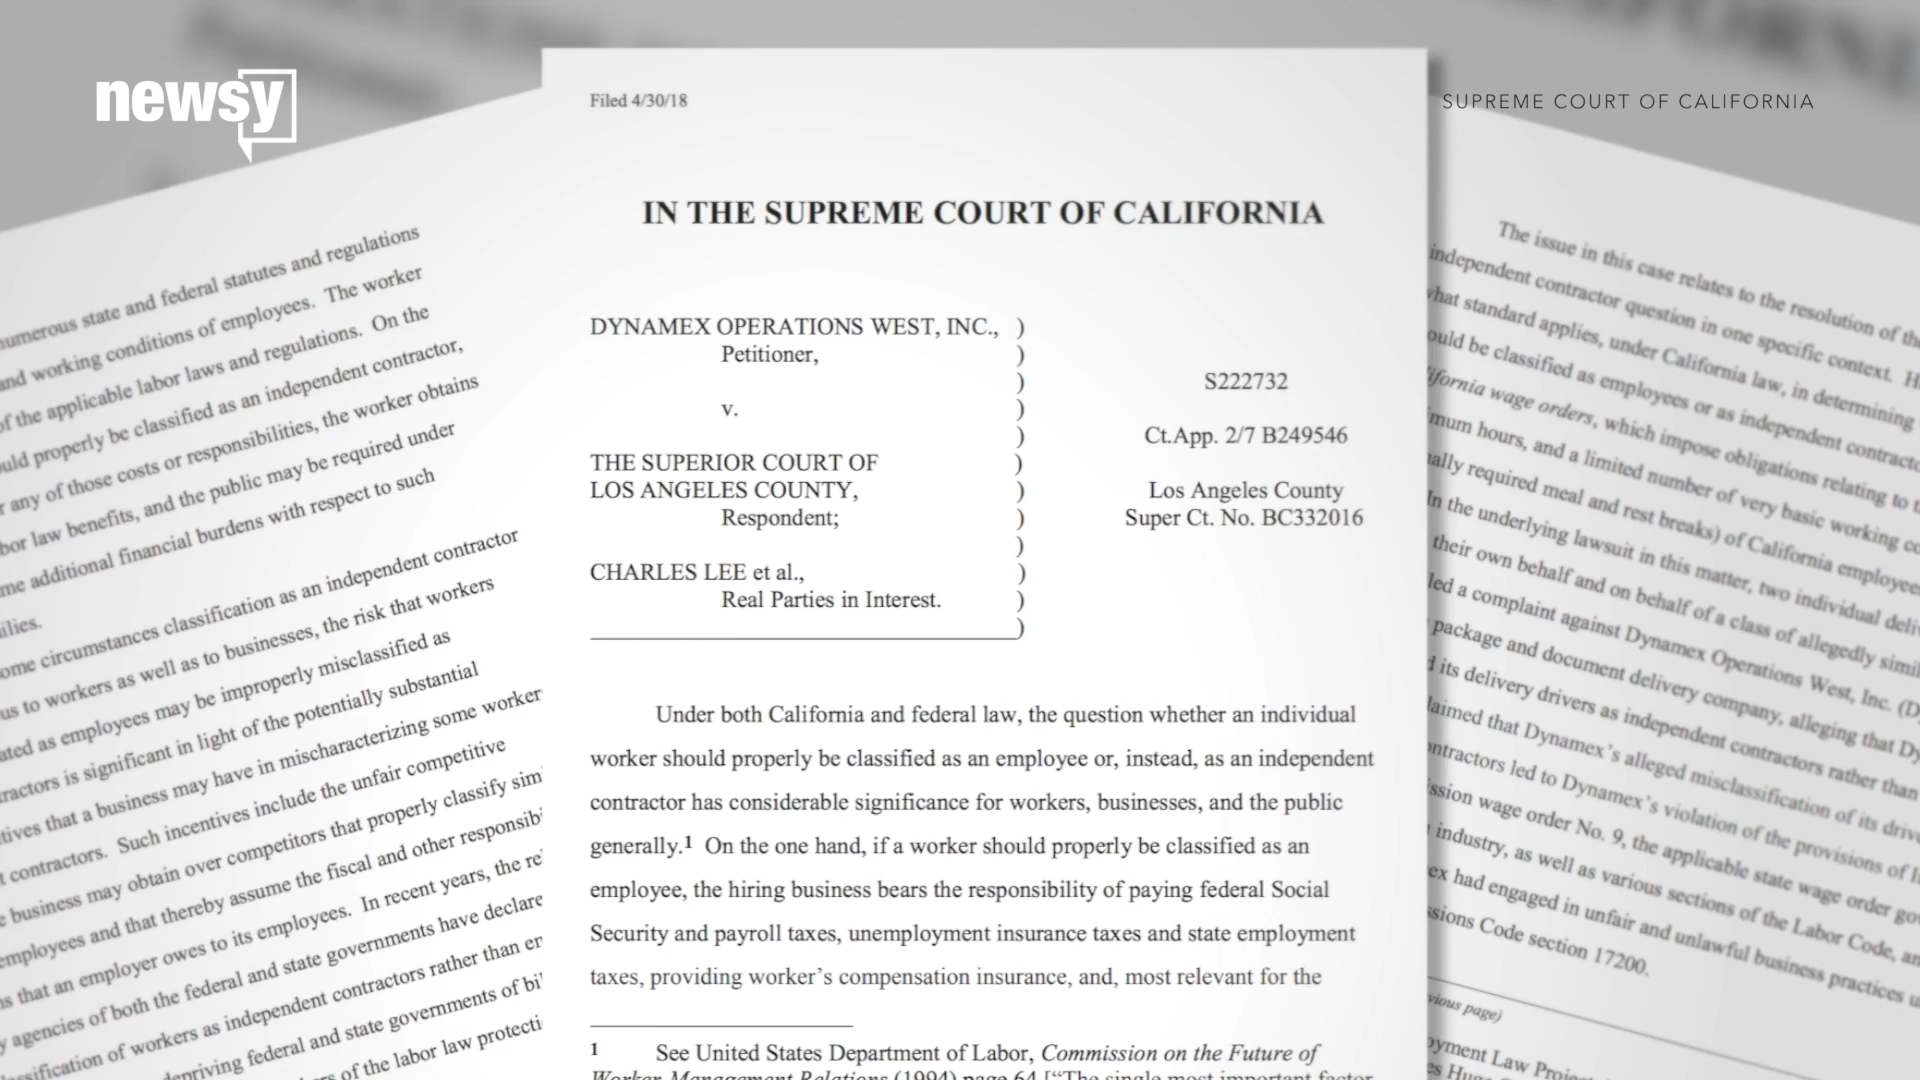 newsy
SUPREME COURT OF CALIFORNIA
Filed 4/30/18
IN THE SUPREME COURT OF CALIFORNIA
DYNAMEX OPERATIONS WEST, INC., )
Petitioner, )
)
v. )
)
THE SUPERIOR COURT OF )
LOS ANGELES COUNTY, )
Respondent; )
)
CHARLES LEE et al., )
Real Parties in Interest. )
)
S222732
Ct.App. 2/7 B249546
Los Angeles County
Super Ct. No. BC332016
Under both California and federal law, the question whether an individual
worker should properly be classified as an employee or, instead, as an independent
contractor has considerable significance for workers, businesses, and the public
generally.1 On the one hand, if a worker should properly be classified as an
employee, the hiring business bears the responsibility of paying federal Social
Security and payroll taxes, unemployment insurance taxes and state employment
taxes, providing worker’s compensation insurance, and, most relevant for the
1 See United States Department of Labor, Commission on the Future of
Worker-Management Relations (1994) page 64 [“The single most important factor
numerous state and federal statutes and regulations
and working conditions of employees. The worker
of the applicable labor laws and regulations. On the
properly be classified as an independent contractor,
any of those costs or responsibilities, the worker obtains
law benefits, and the public may be required under
additional financial burdens with respect to such
circumstances classification as an independent contractor
to workers as well as to businesses, the risk that workers
as employees may be improperly misclassified as
is significant in light of the potentially substantial
that a business may have in mischaracterizing some
contractors. Such incentives include the unfair competitive
business may obtain over competitors that properly classify
employees and that thereby assume the fiscal and other
that an employer owes to its employees. In recent years, the
agencies of both the federal and state governments have
of workers as independent contractors rather than
federal and state governments of
of the labor law
The issue in this case relates to the resolution of the
independent contractor question in one specific context.
what standard applies, under California law, in determining
be classified as employees or as independent
wage orders, which impose obligations relating to
hours, and a limited number of very basic working
required meal and rest breaks) of California
In the underlying lawsuit in this matter, two individual
their own behalf and on behalf of a class of allegedly
a complaint against Dynamex Operations West, Inc.
package and document delivery company, alleging that
its delivery drivers as independent contractors rather than
that Dynamex’s alleged misclassification of its
led to Dynamex’s violation of the provisions of
wage order No. 9, the applicable state wage order
industry, as well as various sections of the Labor Code,
had engaged in unfair and unlawful business practices
Code section 17200.
page)
Law